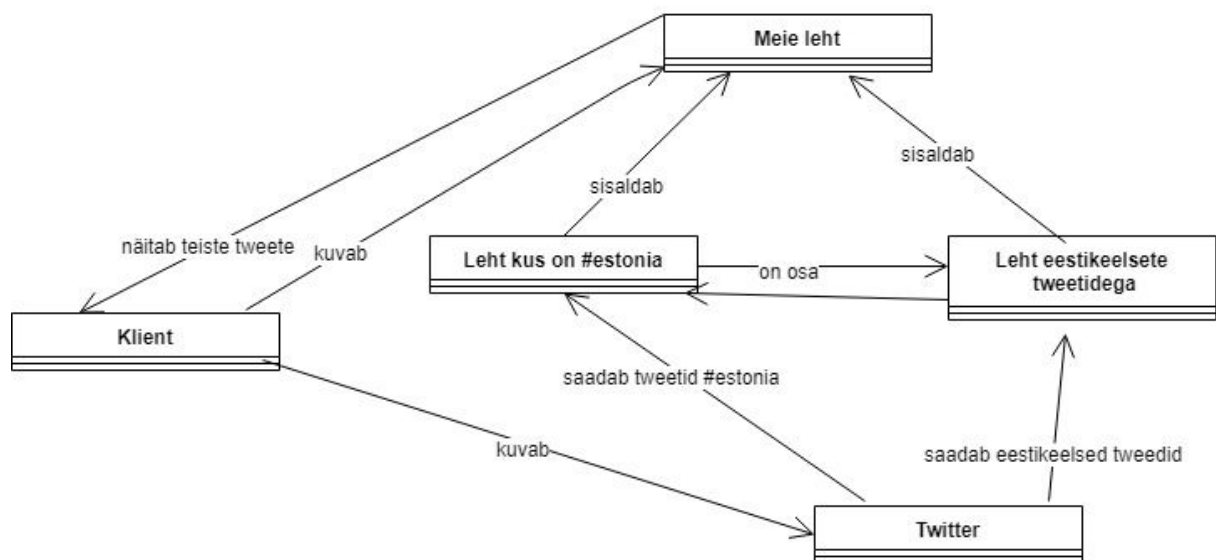 Meie leht
sisaldab
sisaldab
näitab teiste tweete
kuvab
Leht kus on #estonia
on osa
Leht eestikeelsete
tweetidega
Klient
saadab tweetid #estonia
kuvab
saadab eestikeelsed tweedid
Twitter